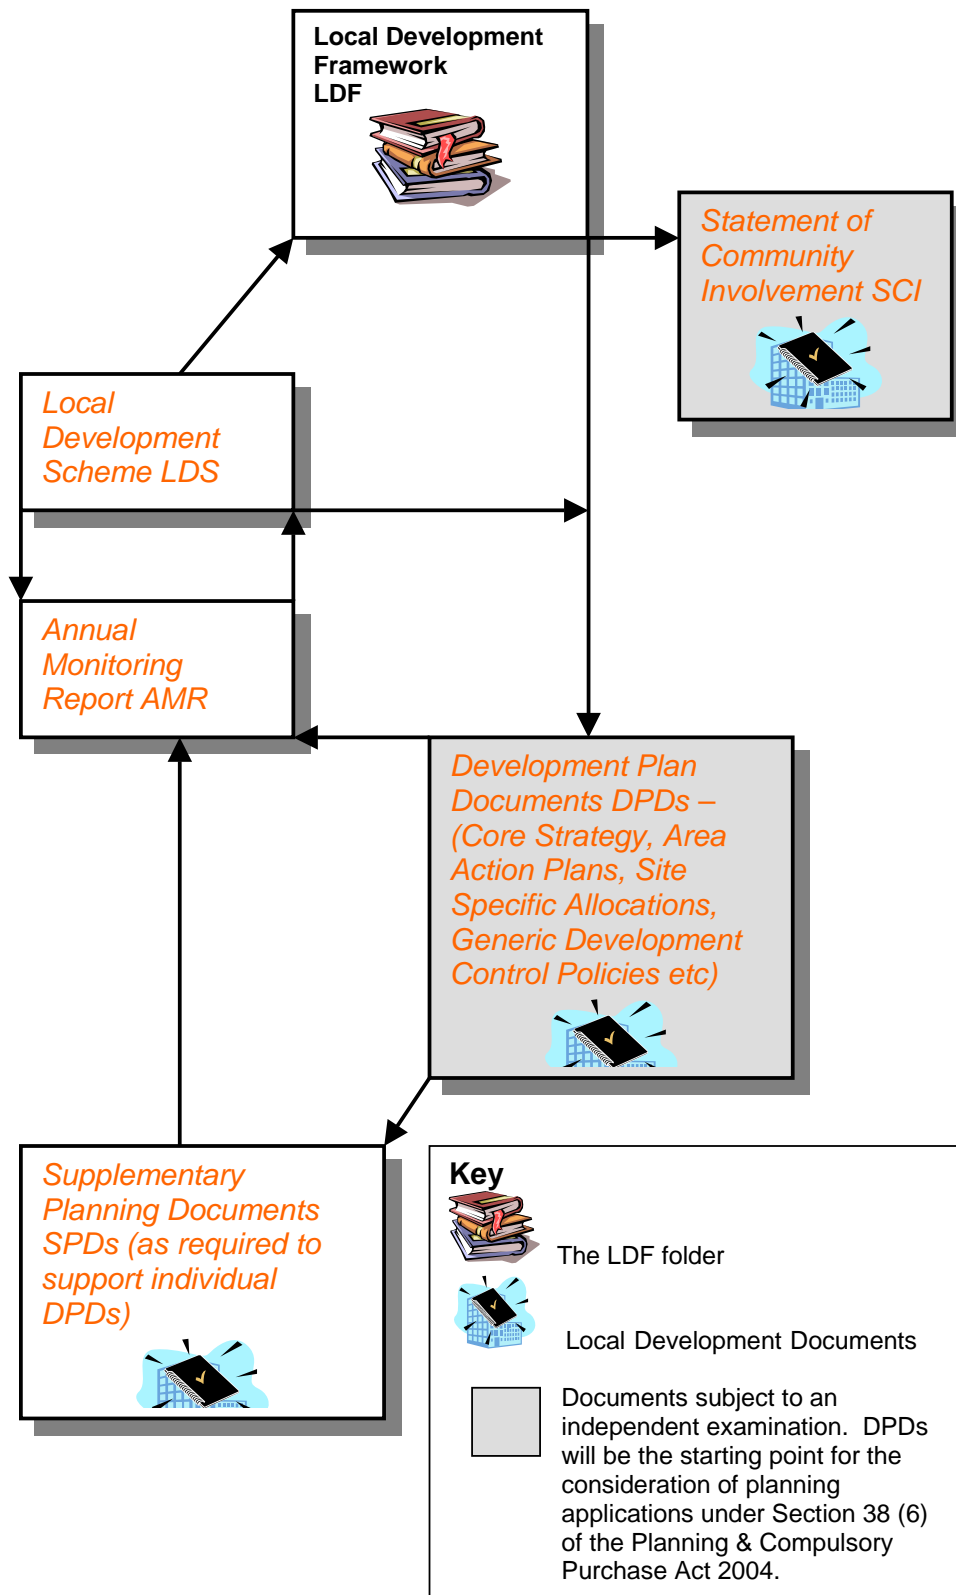 Local Development
Framework
LDF
Statement of
Community
Involvement SCI
Local
Development
Scheme LDS
Annual
Monitoring
Report AMR
Development Plan
Documents DPDs –
(Core Strategy, Area
Action Plans, Site
Specific Allocations,
Generic Development
Control Policies etc)
Supplementary
Planning Documents
SPDs (as required to
support individual
DPDs)
Key
The LDF folder
Local Development Documents
Documents subject to an
independent examination.  DPDs
will be the starting point for the
consideration of planning
applications under Section 38 (6)
of the Planning & Compulsory
Purchase Act 2004.